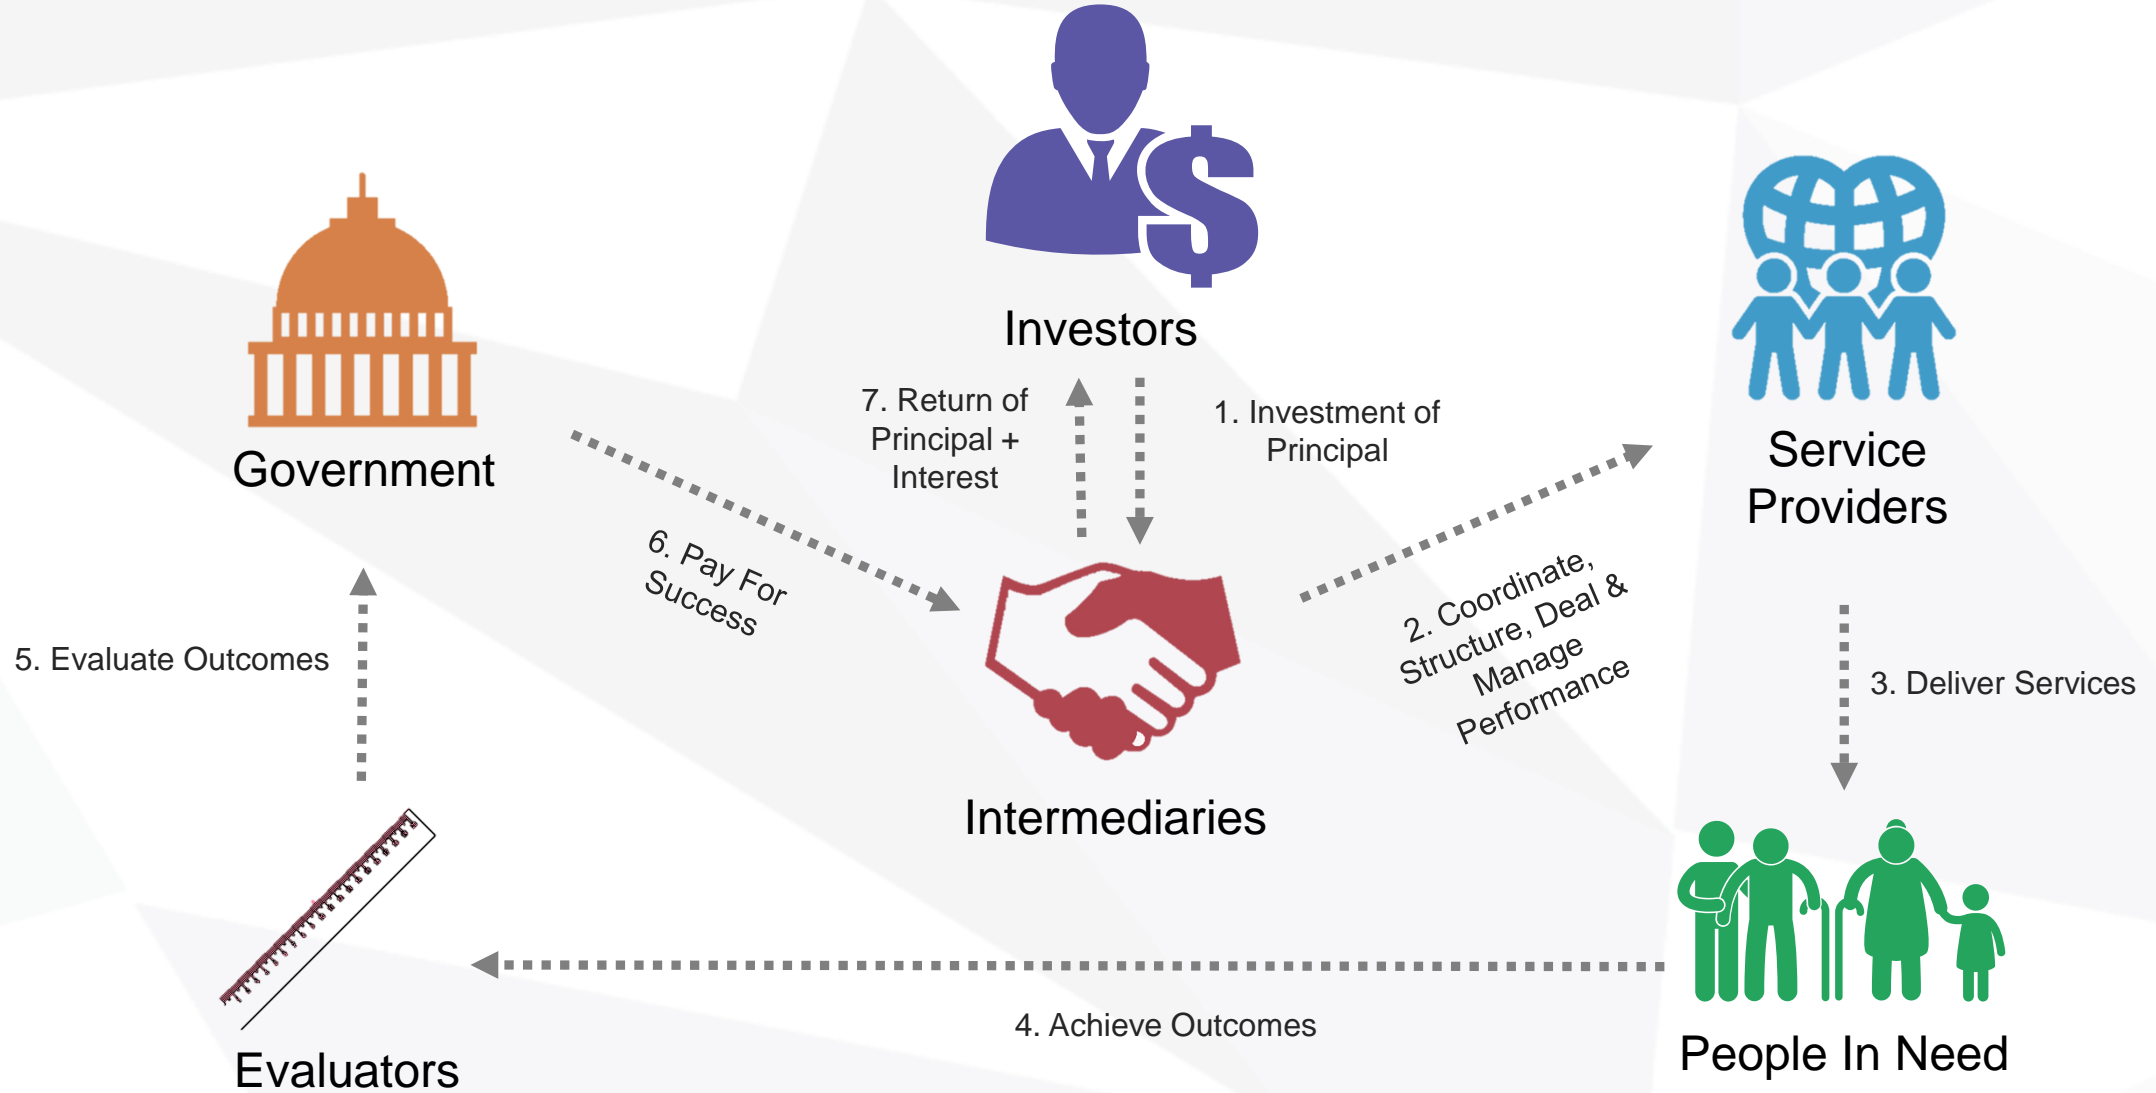 Investors
7. Return of
Principal +
Interest
1. Investment of
Principal
Government
Service
Providers
6. Pay For
Success
2. Coordinate,
Structure, Deal &
Manage
Performance
5. Evaluate Outcomes
3. Deliver Services
Intermediaries
4. Achieve Outcomes
Evaluators
People In Need